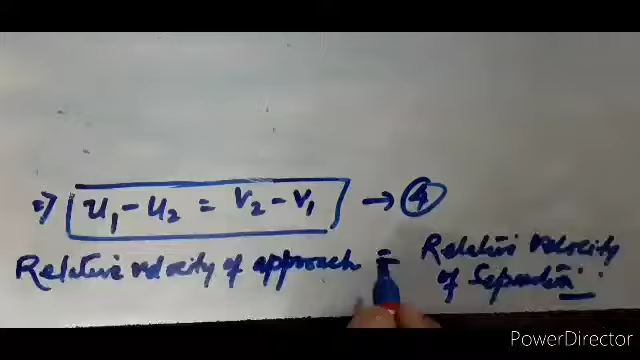 => u₁ - u₂ = v₂ - v₁ → ④
Relative velocity of approach = Relative velocity
of Separation
PowerDirector